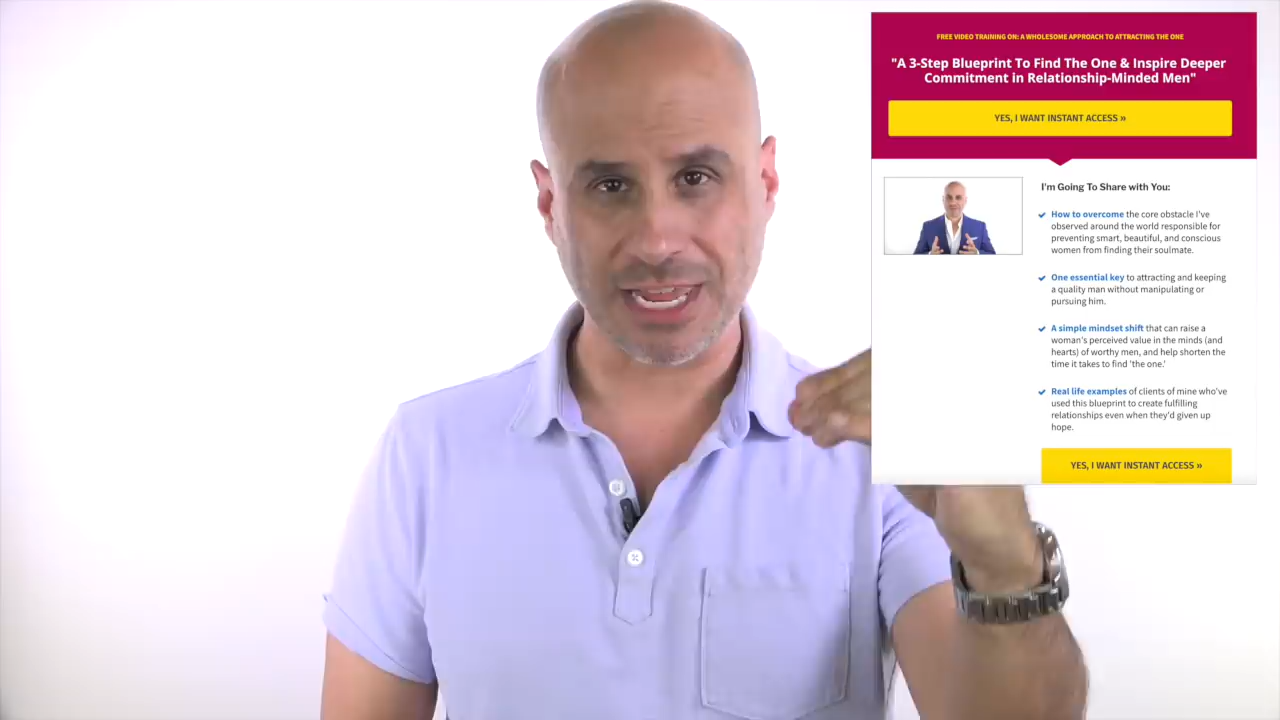 FREE VIDEO TRAINING ON: A WHOLESOME APPROACH TO ATTRACTING THE ONE
"A 3-Step Blueprint To Find The One & Inspire Deeper
Commitment in Relationship-Minded Men"
YES, I WANT INSTANT ACCESS »
I'm Going To Share with You:
How to overcome the core obstacle I've
observed around the world responsible for
preventing smart, beautiful, and conscious
women from finding their soulmate.
One essential key to attracting and keeping
a quality man without manipulating or
pursuing him.
A simple mindset shift that can raise a
woman's perceived value in the minds (and
hearts) of worthy men, and help shorten the
time it takes to find 'the one.'
Real life examples of clients of mine who've
used this blueprint to create fulfilling
relationships even when they'd given up
hope.
YES, I WANT INSTANT ACCESS »